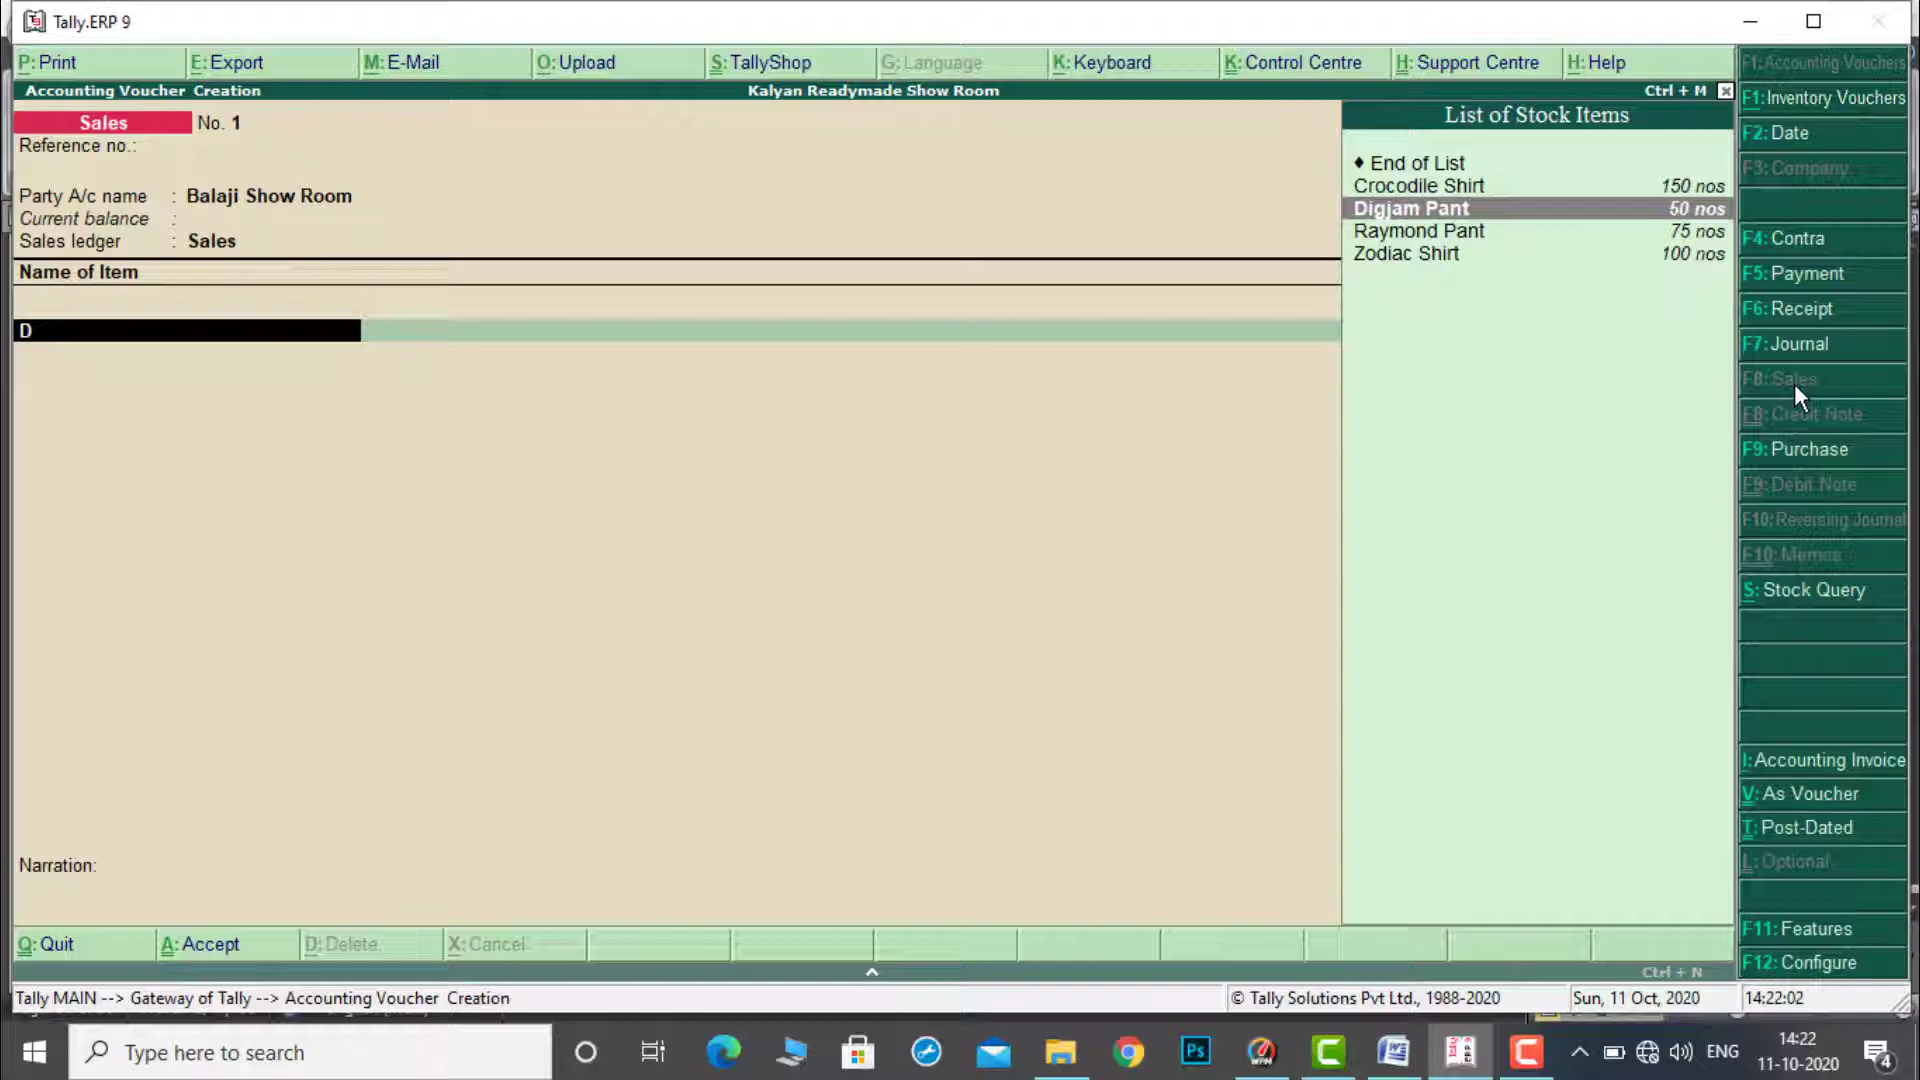 Tally.ERP 9
P: Print E: Export M: E-Mail O: Upload S: TallyShop G: Language K: Keyboard K: Control Centre H: Support Centre H: Help
Accounting Voucher Creation Kalyan Readymade Show Room Ctrl + M
Sales No. 1
Reference no.:
Party A/c name : Balaji Show Room
Current balance :
Sales ledger : Sales
Name of Item
D
Narration:
List of Stock Items
♦ End of List
Crocodile Shirt 150 nos
Digjam Pant 50 nos
Raymond Pant 75 nos
Zodiac Shirt 100 nos
F1: Accounting Vouchers
F1: Inventory Vouchers
F2: Date
F3: Company
F4: Contra
F5: Payment
F6: Receipt
F7: Journal
F8: Sales
F8: Credit Note
F9: Purchase
F9: Debit Note
F10: Reversing Journal
F10: Memos
S: Stock Query
I: Accounting Invoice
V: As Voucher
T: Post-Dated
L: Optional
F11: Features
F12: Configure
Q: Quit A: Accept D: Delete X: Cancel
Ctrl + N
Tally MAIN --> Gateway of Tally --> Accounting Voucher Creation © Tally Solutions Pvt Ltd., 1988-2020 Sun, 11 Oct, 2020 14:22:02
Type here to search
Ps
ENG
14:22
11-10-2020
4